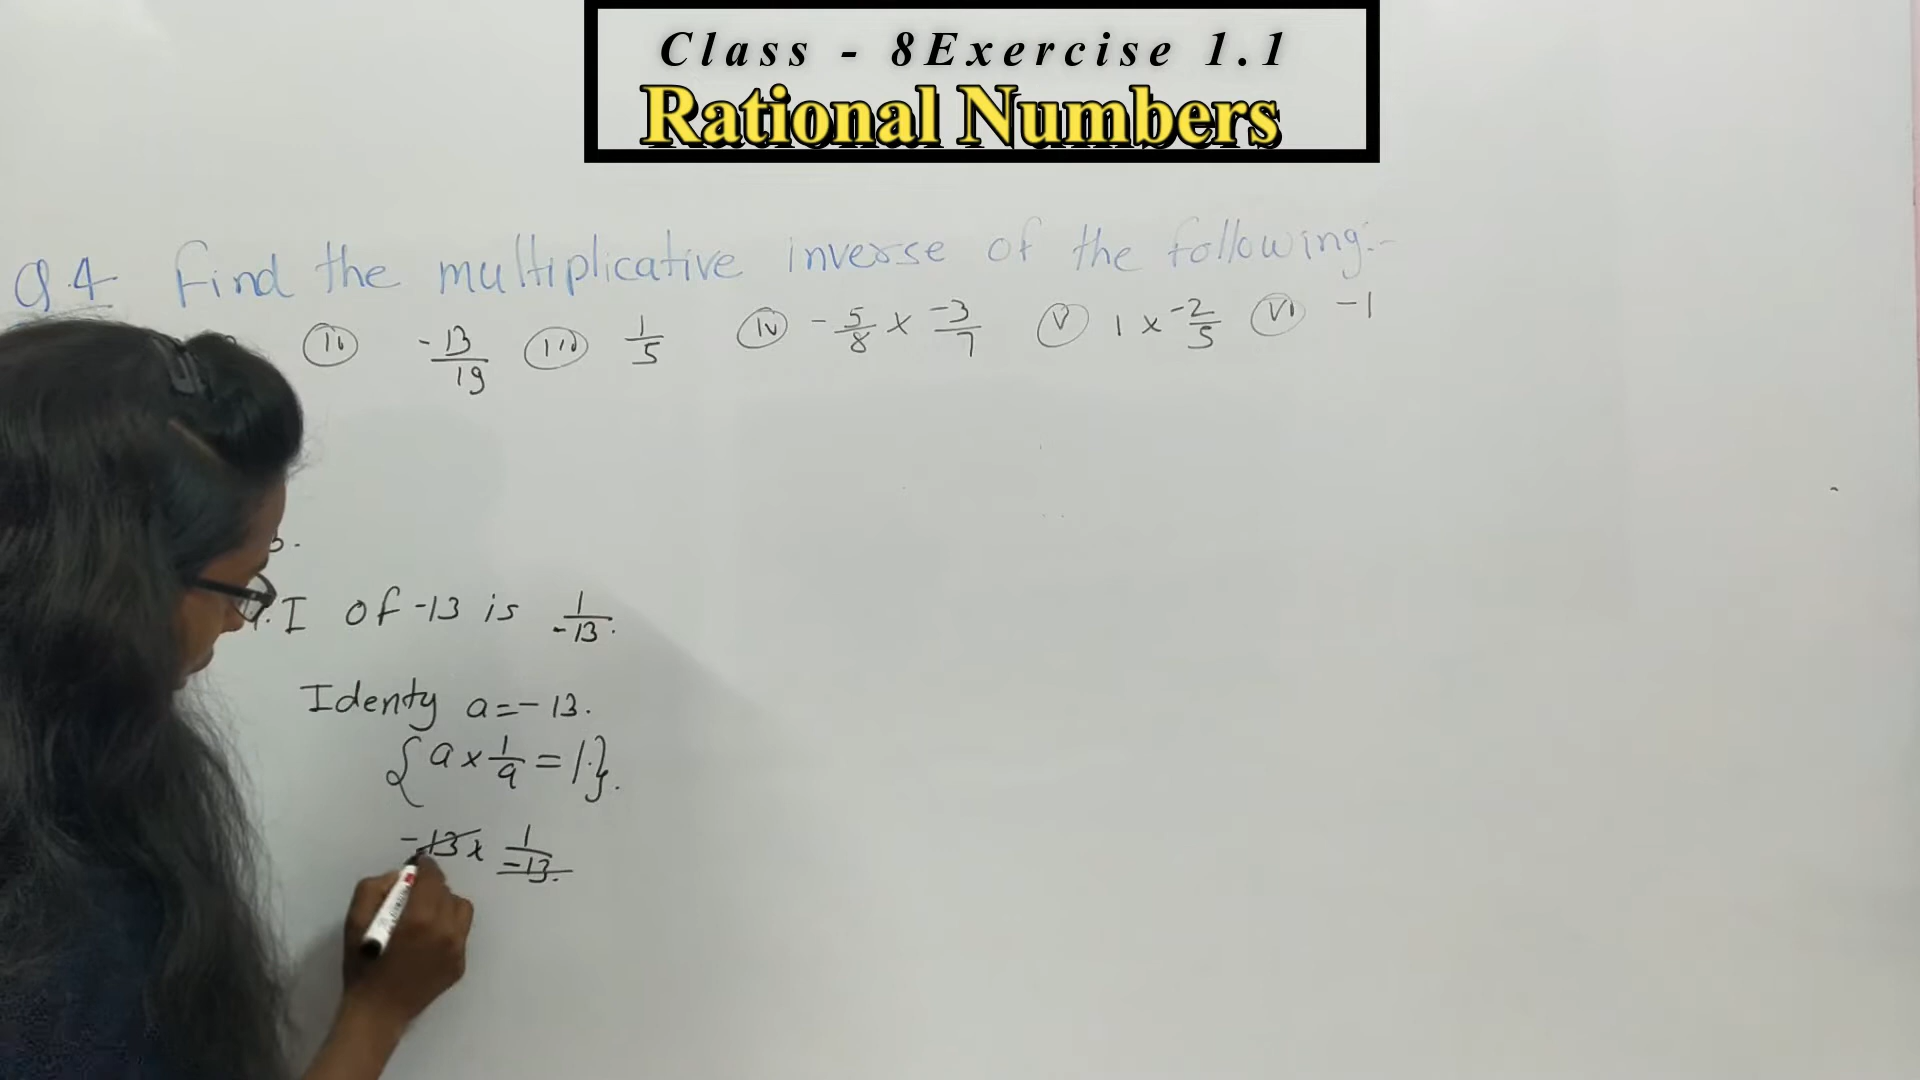 Class - 8Exercise 1.1
Rational Numbers
Q.4 Find the multiplicative inverse of the following:-
ii -13/19 iii 1/5 iv -5/8 x -3/7 v 1 x -2/5 vi -1
I of -13 is 1/-13.
Identy a=-13.
{a x 1/a = 1.}.
-13 x 1/-13.